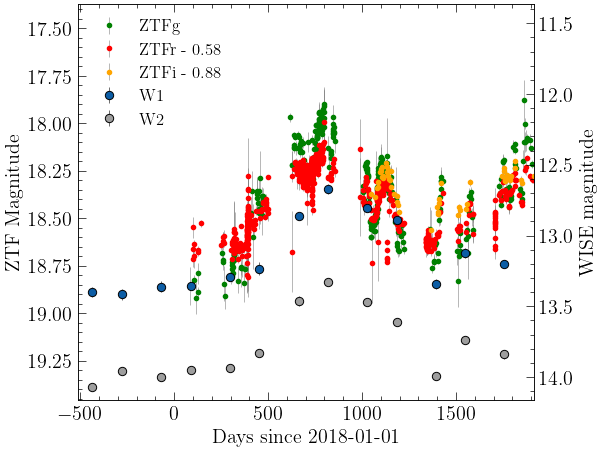 ZTFg
ZTFr - 0.58
ZTFi - 0.88
W1
W2
17.50
17.75
18.00
18.25
18.50
18.75
19.00
19.25
ZTF Magnitude
11.5
12.0
12.5
13.0
13.5
14.0
WISE magnitude
−500 0 500 1000 1500
Days since 2018-01-01